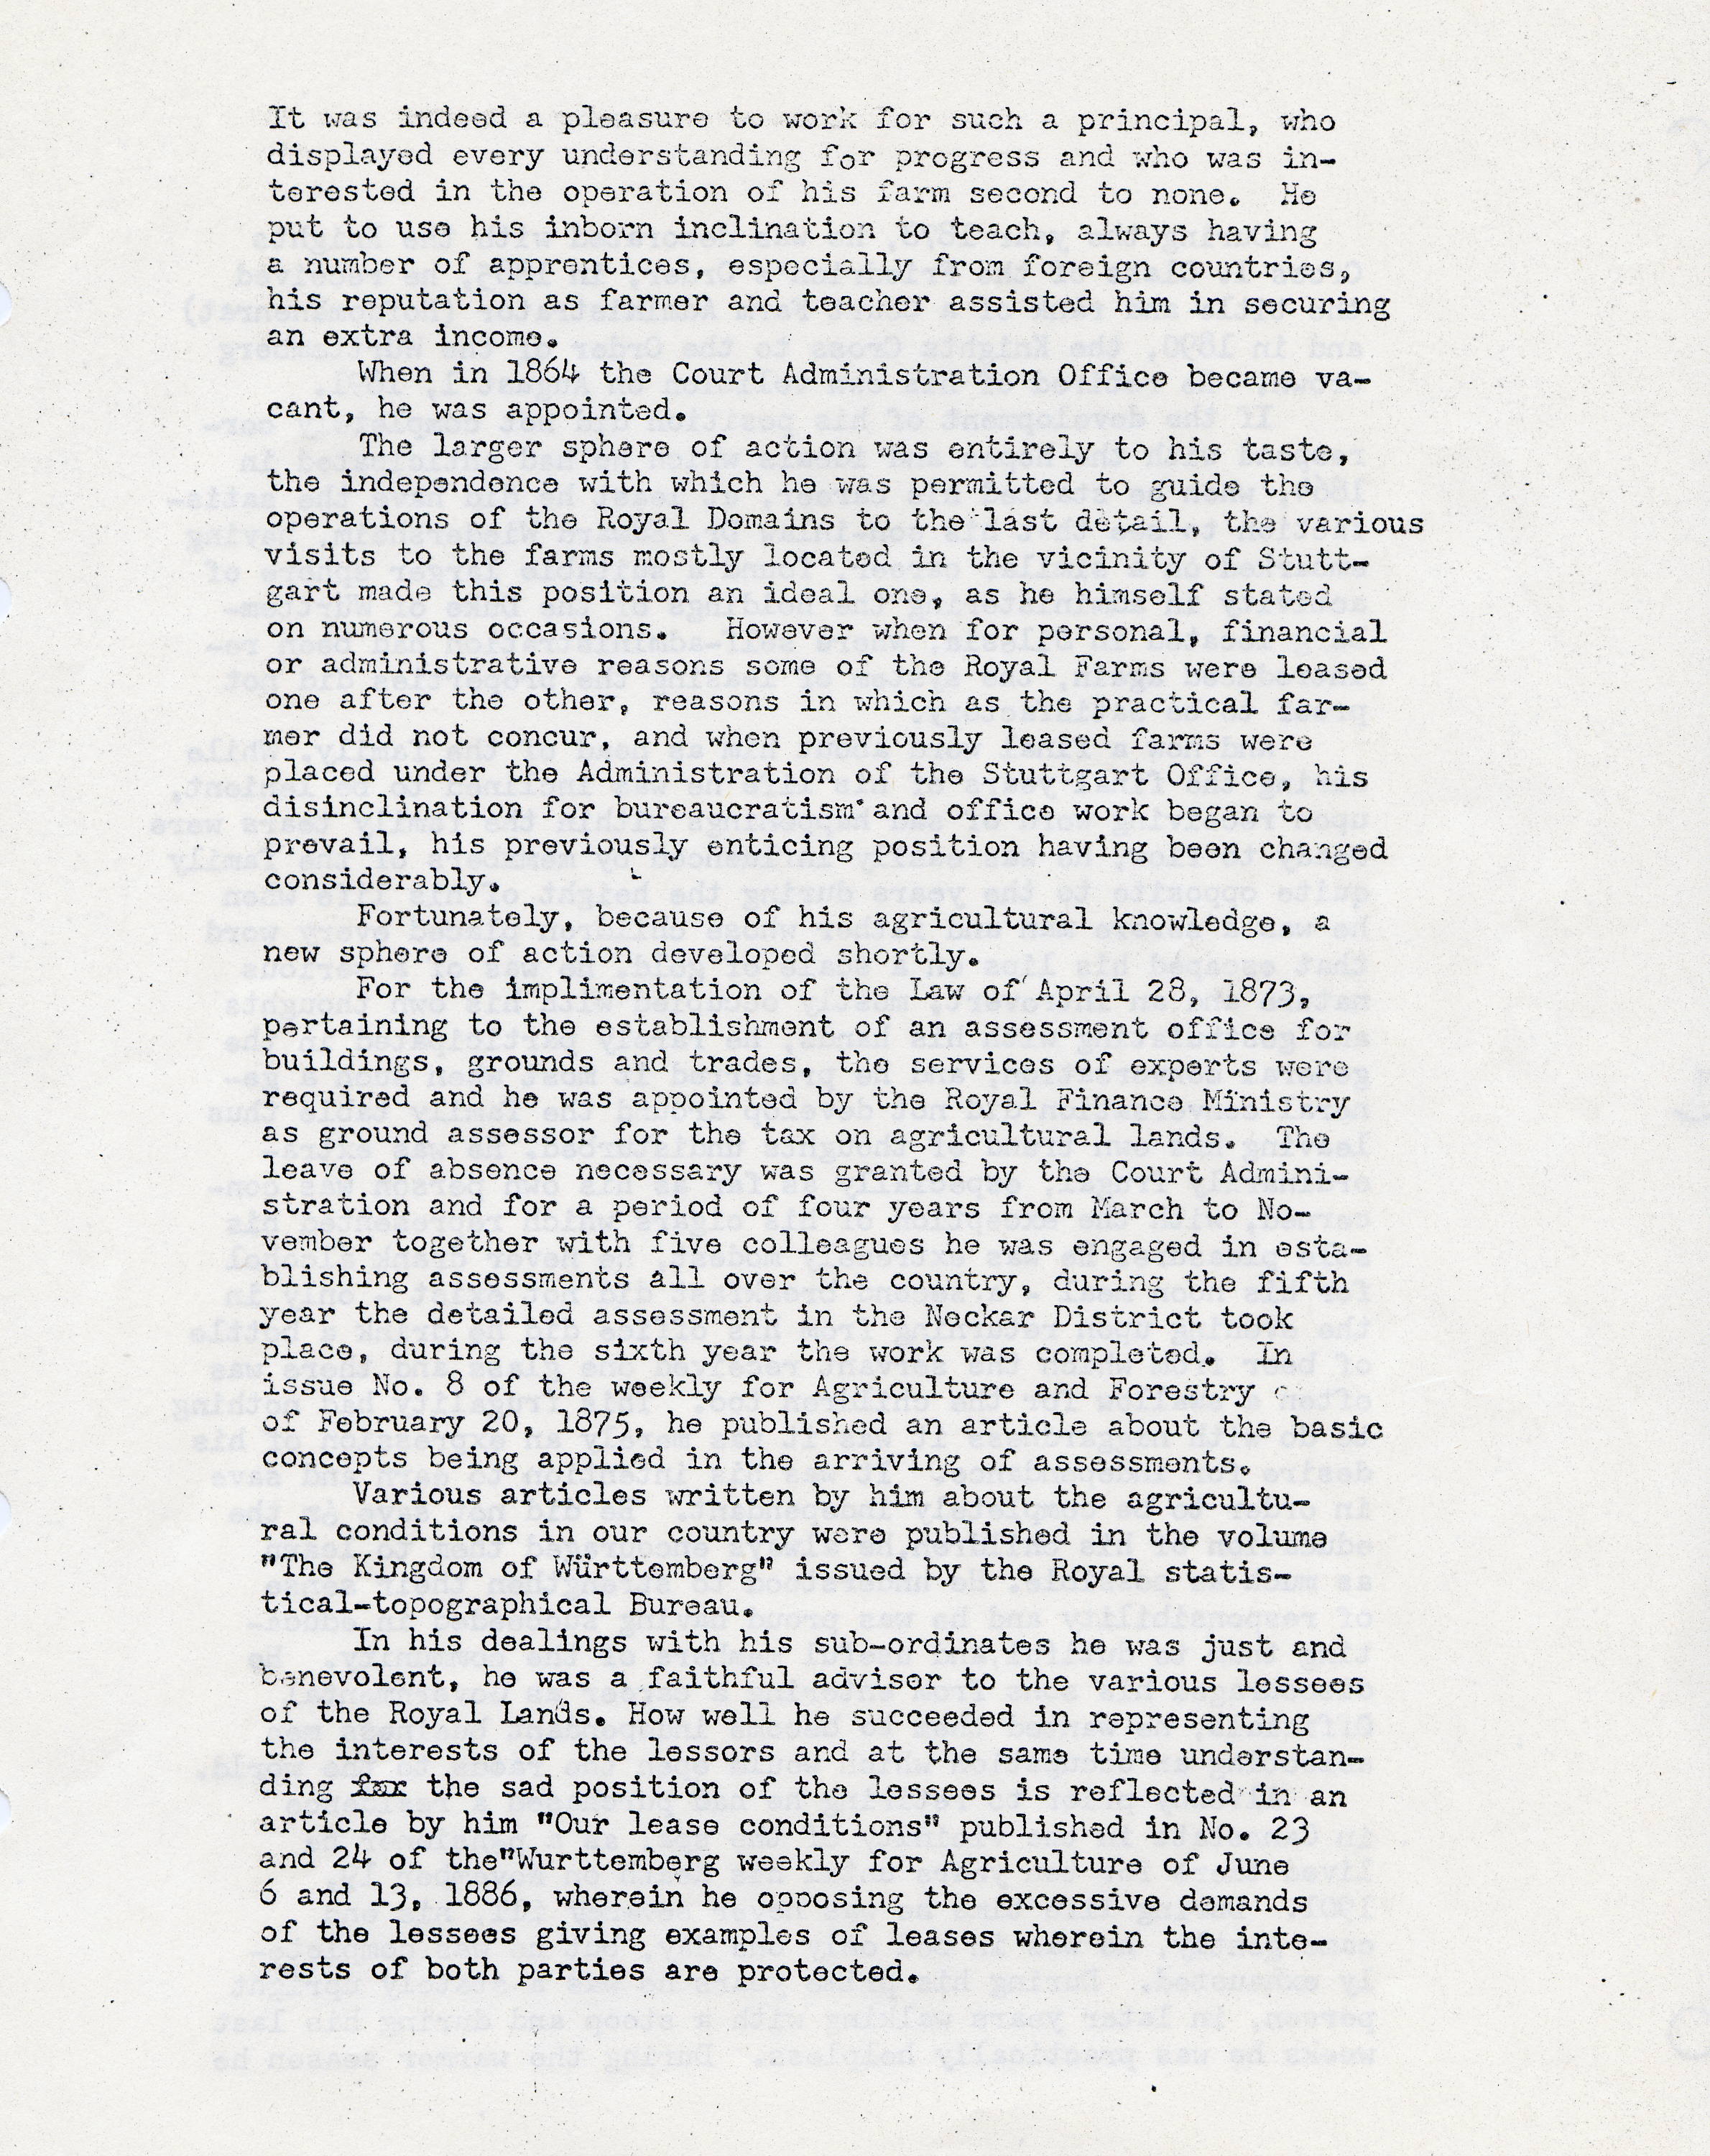 It was indeed a pleasure to work for such a principal, who
displayed every understanding for progress and who was in-
terested in the operation of his farm second to none.  He
put to use his inborn inclination to teach, always having
a number of apprentices, especially from foreign countries,
his reputation as farmer and teacher assisted him in securing
an extra income.
When in 1864 the Court Administration Office became va-
cant, he was appointed.
The larger sphere of action was entirely to his taste,
the independence with which he was permitted to guide the
operations of the Royal Domains to the last detail, the various
visits to the farms mostly located in the vicinity of Stutt-
gart made this position an ideal one, as he himself stated
on numerous occasions.  However when for personal, financial
or administrative reasons some of the Royal Farms were leased
one after the other, reasons in which as the practical far-
mer did not concur, and when previously leased farms were
placed under the Administration of the Stuttgart Office, his
disinclination for bureaucratism and office work began to
prevail, his previously enticing position having been changed
considerably.
Fortunately, because of his agricultural knowledge, a
new sphere of action developed shortly.
For the implimentation of the Law of April 28, 1873,
pertaining to the establishment of an assessment office for
buildings, grounds and trades, the services of experts were
required and he was appointed by the Royal Finance Ministry
as ground assessor for the tax on agricultural lands.  The
leave of absence necessary was granted by the Court Admini-
stration and for a period of four years from March to No-
vember together with five colleagues he was engaged in esta-
blishing assessments all over the country, during the fifth
year the detailed assessment in the Neckar District took
place, during the sixth year the work was completed.  In
issue No. 8 of the weekly for Agriculture and Forestry
of February 20, 1875, he published an article about the basic
concepts being applied in the arriving of assessments.
Various articles written by him about the agricultu-
ral conditions in our country were published in the volume
"The Kingdom of Württemberg" issued by the Royal statis-
tical-topographical Bureau.
In his dealings with his sub-ordinates he was just and
benevolent, he was a faithful adviser to the various lessees
of the Royal Lands. How well he succeeded in representing
the interests of the lessors and at the same time understan-
ding the sad position of the lessees is reflected in an
article by him "Our lease conditions" published in No. 23
and 24 of the"Wurttemberg weekly for Agriculture of June
6 and 13, 1886, wherein he opposing the excessive demands
of the lessees giving examples of leases wherein the inte-
rests of both parties are protected.